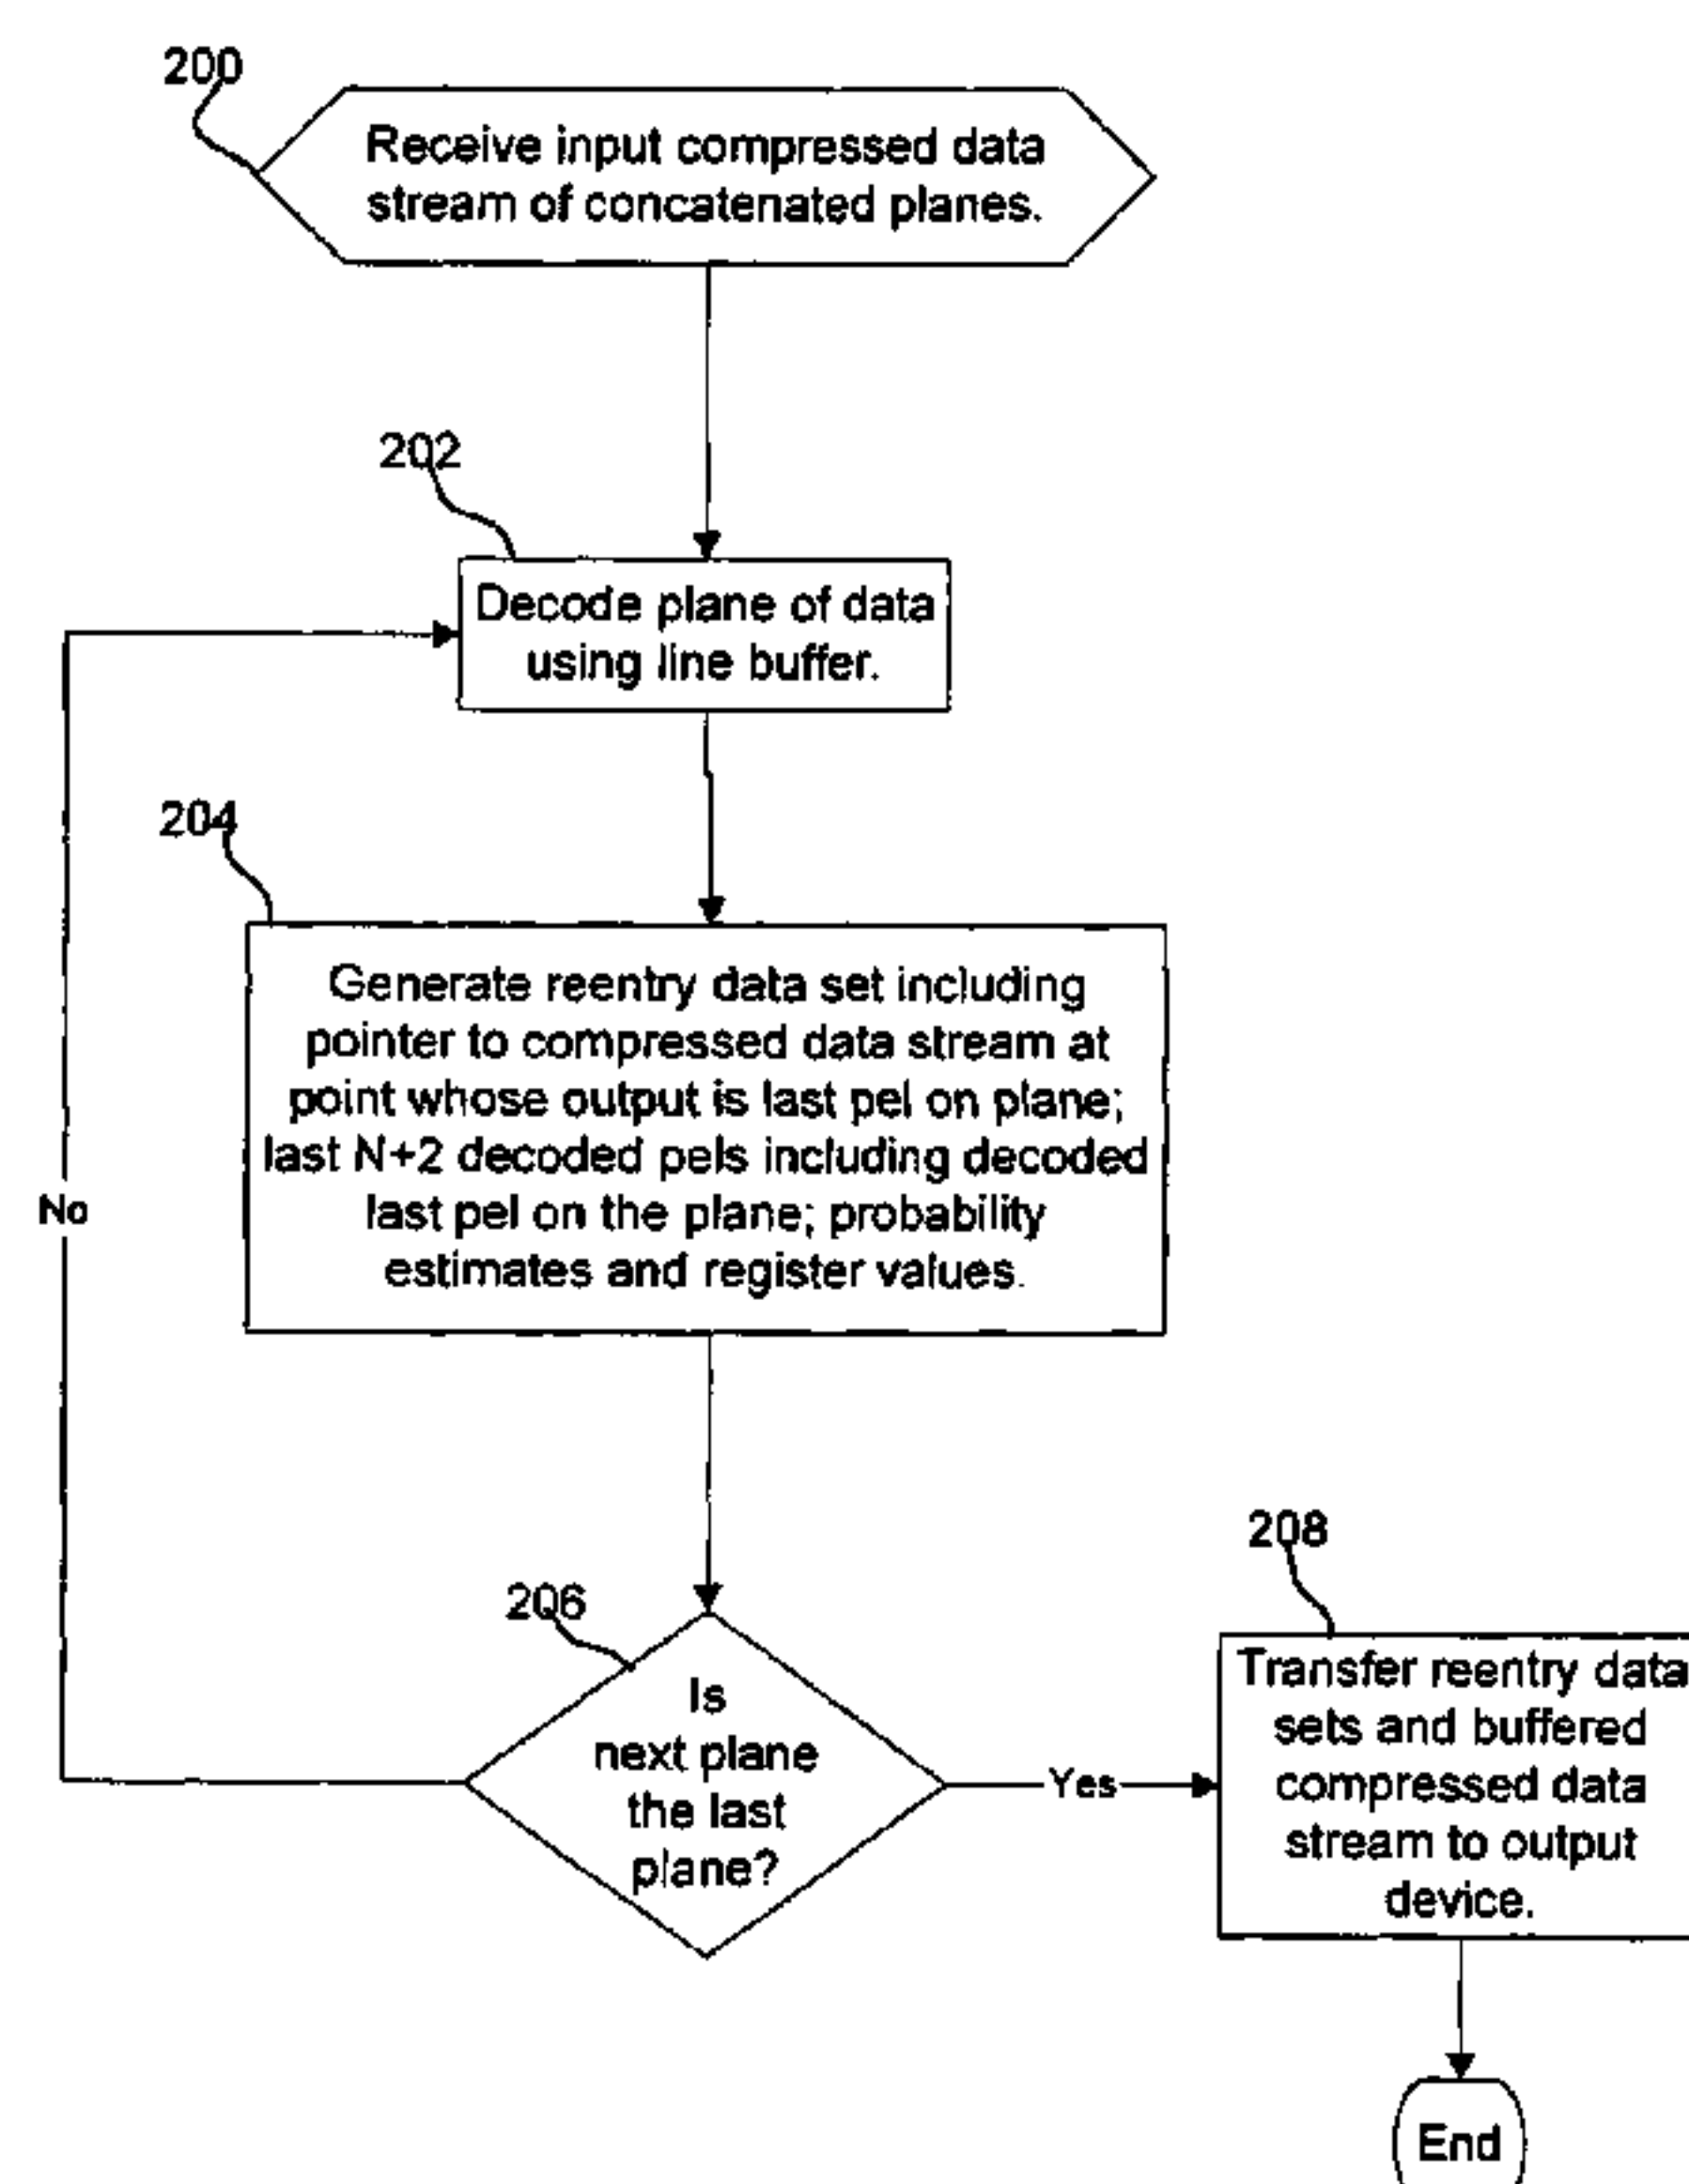 200
Receive input compressed data
stream of concatenated planes.
202
Decode plane of data
using line buffer.
204
Generate reentry data set including
pointer to compressed data stream at
point whose output is last pel on plane;
last N+2 decoded pels including decoded
last pel on the plane; probability
estimates and register values.
No
206
Is
next plane
the last
plane?
Yes
208
Transfer reentry data
sets and buffered
compressed data
stream to output
device.
End